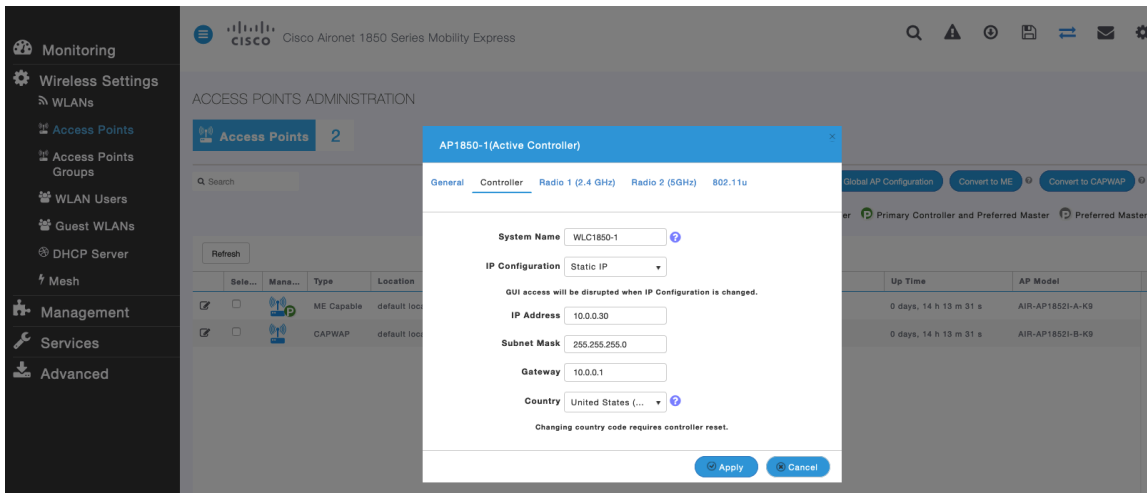 CISCO Cisco Aironet 1850 Series Mobility Express
Monitoring
Wireless Settings
WLANs
Access Points
Access Points
Groups
WLAN Users
Guest WLANs
DHCP Server
Mesh
Management
Services
Advanced
ACCESS POINTS ADMINISTRATION
Access Points 2
Search
Global AP Configuration Convert to ME Convert to CAPWAP
er P Primary Controller and Preferred Master P Preferred Master
Refresh
Sele... Mana... Type Location Up Time AP Model
P ME Capable default loca 0 days, 14 h 13 m 31 s AIR-AP1852I-A-K9
CAPWAP default loca 0 days, 14 h 13 m 31 s AIR-AP1852I-B-K9
AP1850-1(Active Controller)
General Controller Radio 1 (2.4 GHz) Radio 2 (5GHz) 802.11u
System Name WLC1850-1
IP Configuration Static IP
GUI access will be disrupted when IP Configuration is changed.
IP Address 10.0.0.30
Subnet Mask 255.255.255.0
Gateway 10.0.0.1
Country United States (...
Changing country code requires controller reset.
Apply Cancel